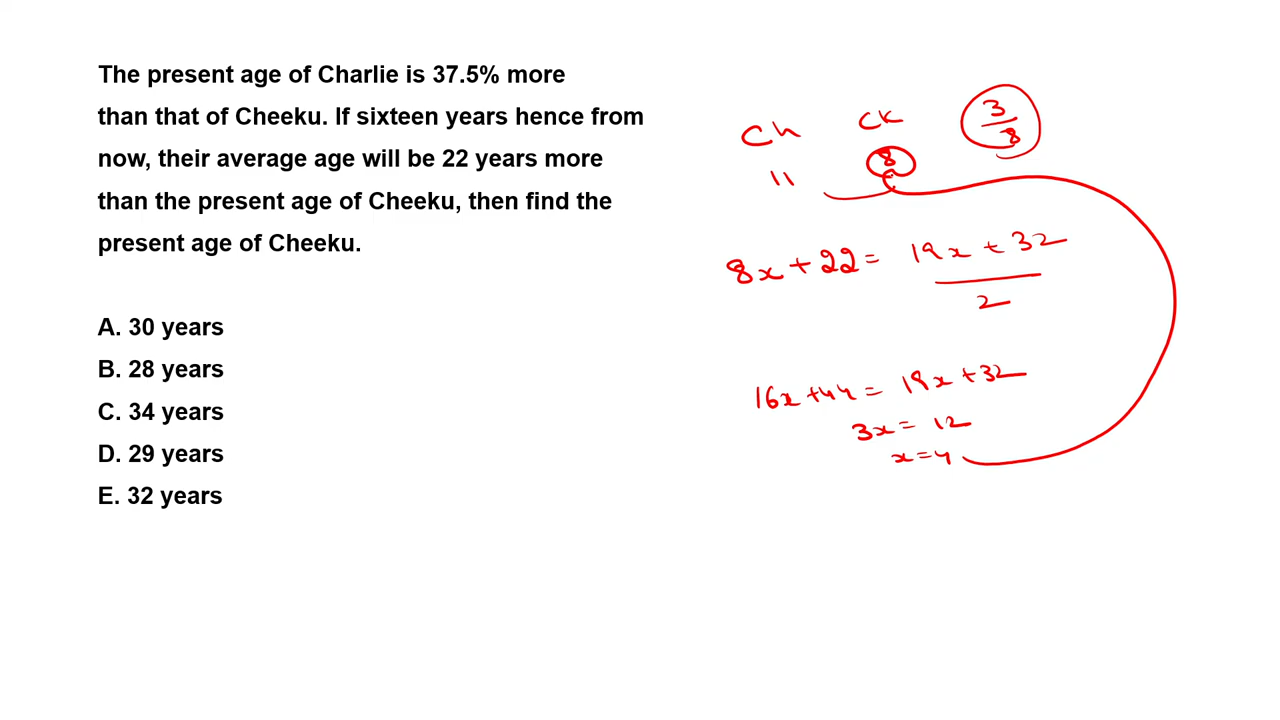 The present age of Charlie is 37.5% more
than that of Cheeku. If sixteen years hence from
now, their average age will be 22 years more
than the present age of Cheeku, then find the
present age of Cheeku.
A. 30 years
B. 28 years
C. 34 years
D. 29 years
E. 32 years
Ch CK 3/8
11 8
8x+22= 19x+32
2
16x+44= 19x+32
3x= 12
x=4